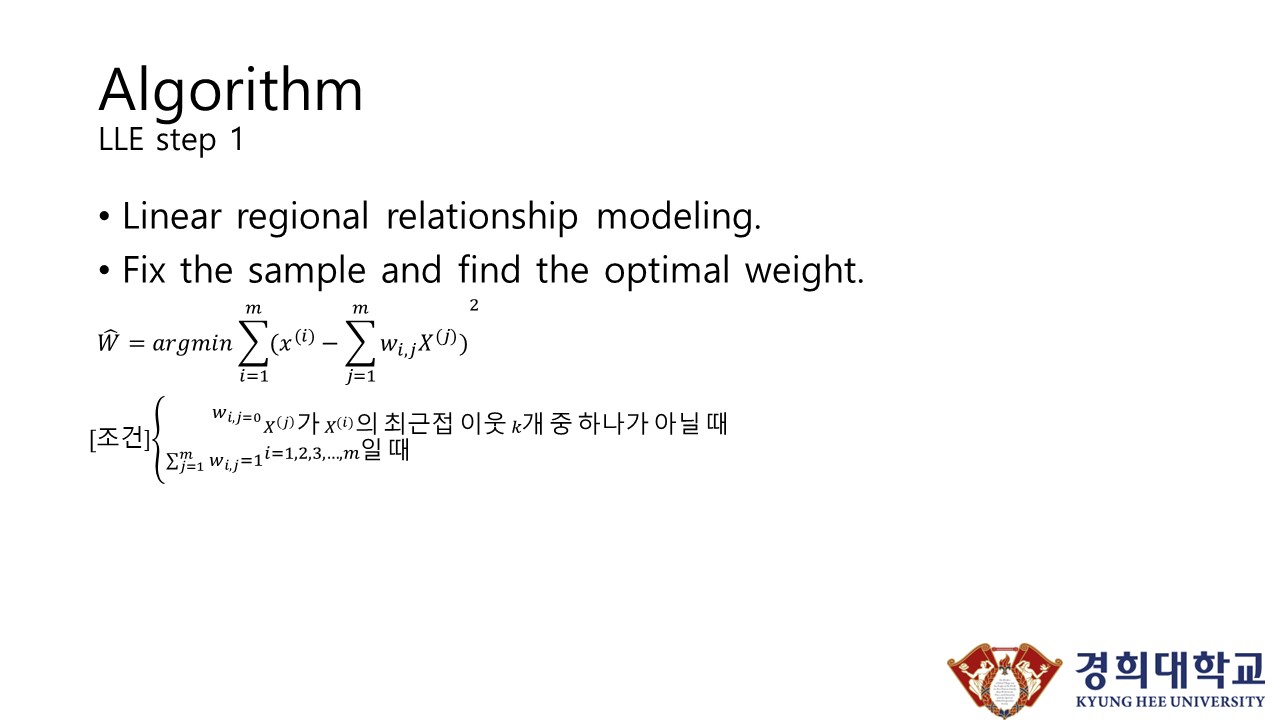 Algorithm
LLE step 1
• Linear regional relationship modeling.
• Fix the sample and find the optimal weight.
$\widehat{W} = argmin \sum_{i=1}^{m} (x^{(i)} - \sum_{j=1}^{m} w_{i,j} X^{(j)})^2$
[조건] { $w_{i,j=0}$ $X^{(j)}$가 $X^{(i)}$의 최근접 이웃 k개 중 하나가 아닐 때
$\sum_{j=1}^{m} w_{i,j}=1$ $i=1,2,3,...,m$일 때
경희대학교
KYUNG HEE UNIVERSITY